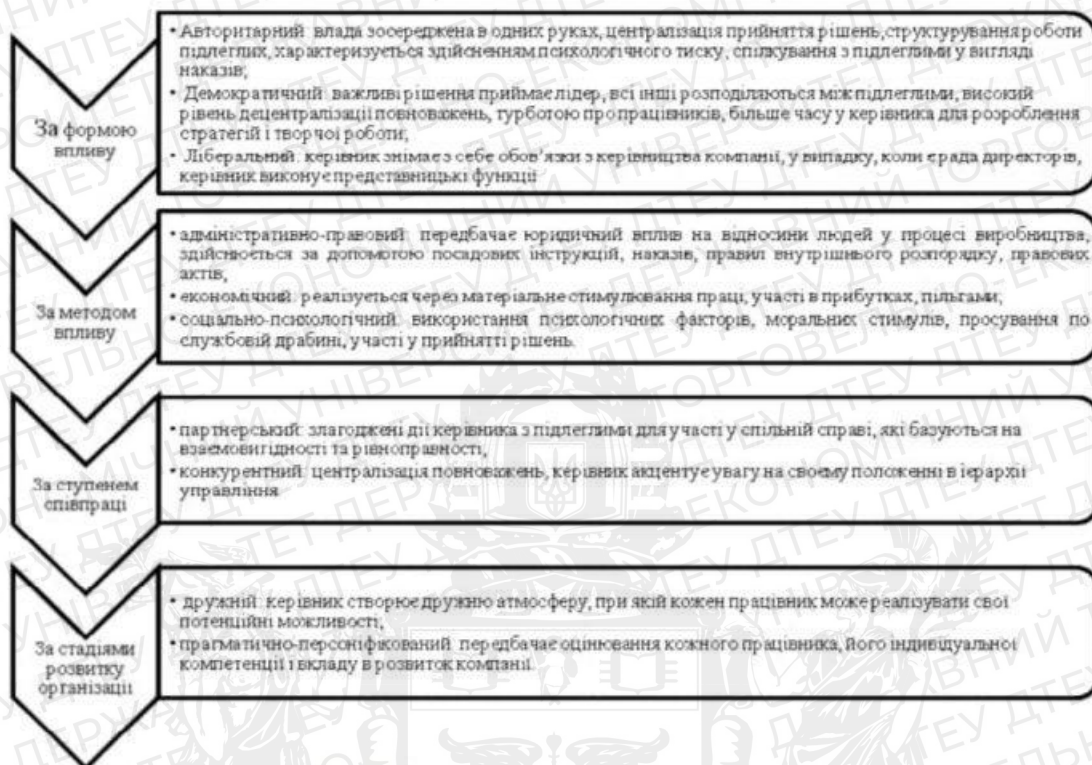 За формою
впливу
• Авторитарний: влада зосереджена в одних руках, централізація прийняття рішень, структурування роботи
підлеглих, характеризується здійсненням психологічного тиску, спілкування з підлеглими у вигляді
наказів;
• Демократичний: важливі рішення приймає лідер, всі інші розподіляються між підлеглими, високий
рівень децентралізації повноважень, турботою про працівників, більше часу у керівника для розроблення
стратегій і творчої роботи;
• Ліберальний: керівник знімає з себе обов'язки з керівництва компанії, у випадку, коли є рада директорів,
керівник виконує представницькі функції
За методом
впливу
• адміністративно-правовий: передбачає юридичний вплив на відносини людей у процесі виробництва,
здійснюється за допомогою посадових інструкцій, наказів, правил внутрішнього розпорядку, правових
актів;
• економічний: реалізується через матеріальне стимулювання праці, участі в прибутках, пільгами;
• соціально-психологічний: використання психологічних факторів, моральних стимулів, просування по
службовій драбині, участі у прийнятті рішень.
За ступенем
співпраці
• партнерський: злагоджені дії керівника з підлеглими для участі у спільній справі, які базуються на
взаємовигідності та рівноправності;
• конкурентний: централізація повноважень, керівник акцентує увагу на своєму положенні в ієрархії
управління
За стадіями
розвитку
організації
• дружній: керівник створює дружню атмосферу, при якій кожен працівник може реалізувати свої
потенційні можливості;
• прагматично-персоніфікований: передбачає оцінювання кожного працівника, його індивідуальної
компетенції і вкладу в розвиток компанії.